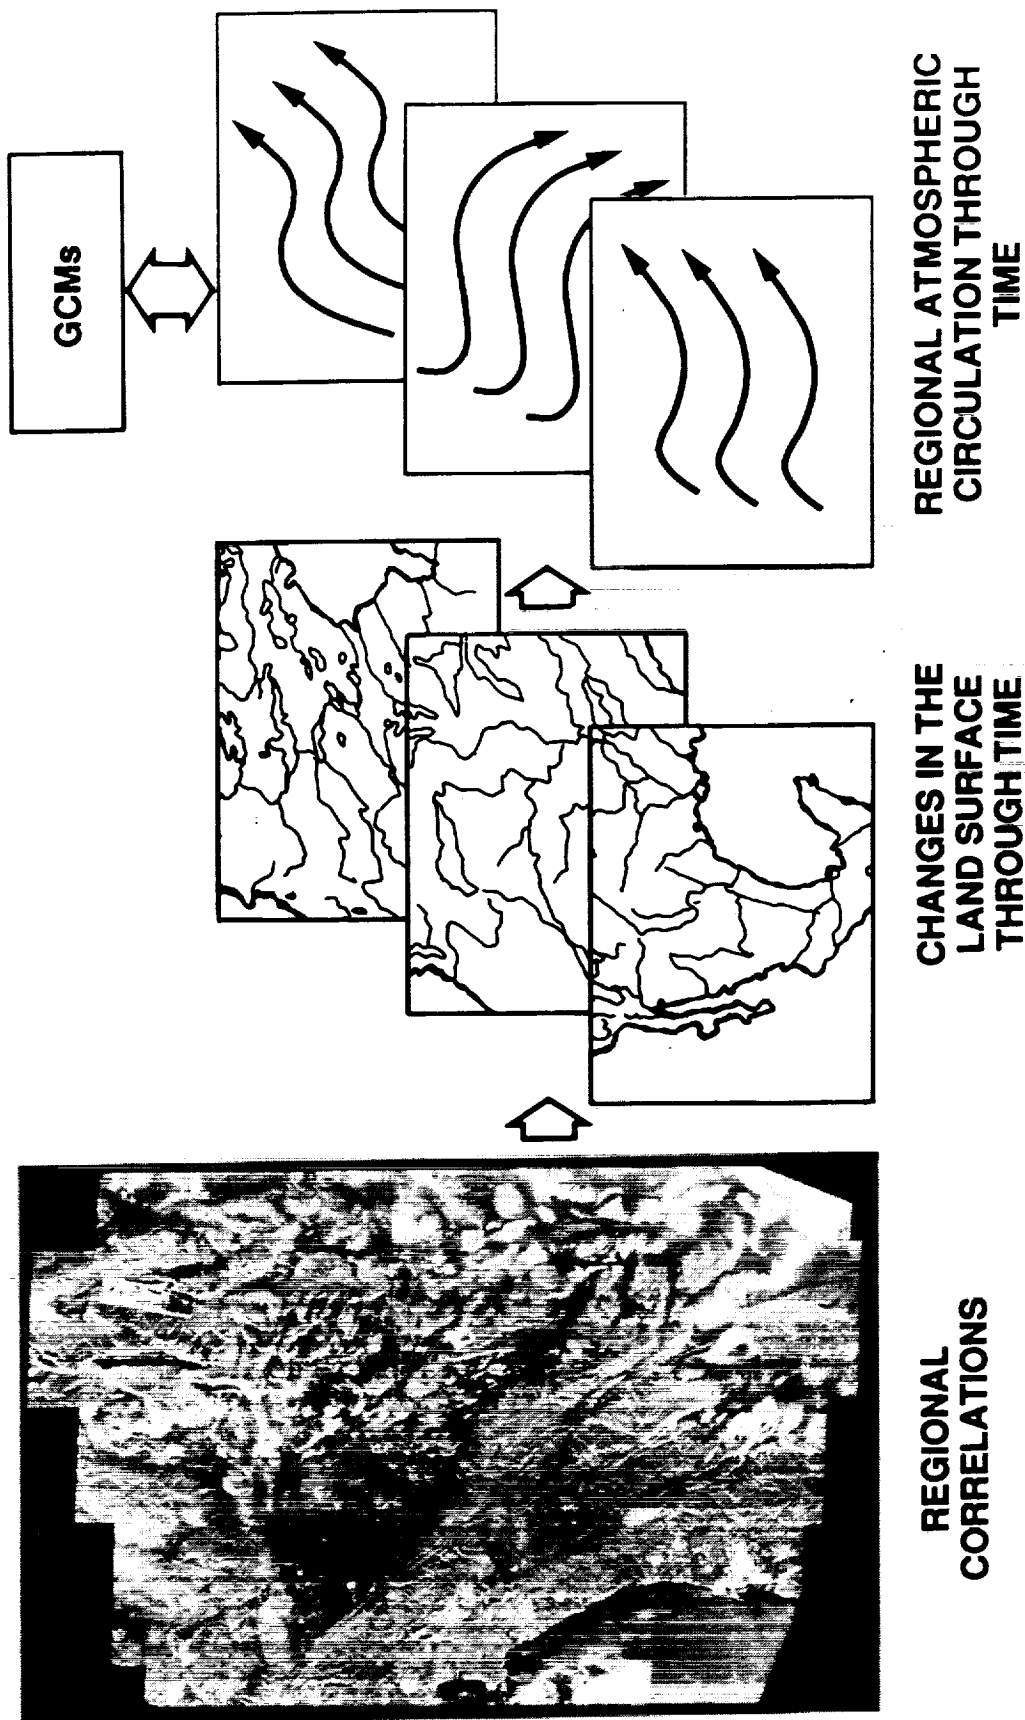 GCMs
REGIONAL
CORRELATIONS
CHANGES IN THE
LAND SURFACE
THROUGH TIME
REGIONAL ATMOSPHERIC
CIRCULATION THROUGH
TIME